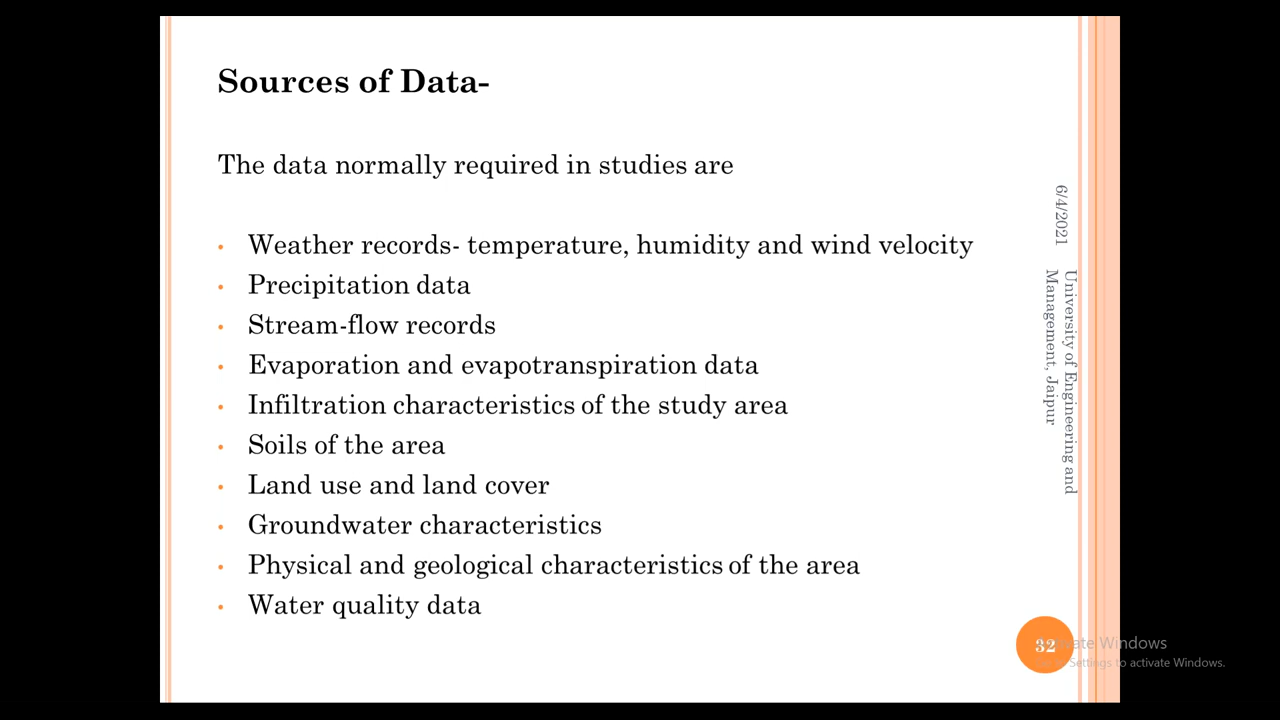 Sources of Data-
The data normally required in studies are
• Weather records- temperature, humidity and wind velocity
• Precipitation data
• Stream-flow records
• Evaporation and evapotranspiration data
• Infiltration characteristics of the study area
• Soils of the area
• Land use and land cover
• Groundwater characteristics
• Physical and geological characteristics of the area
• Water quality data
6/4/2021
University of Engineering and
Management, Jaipur
32
Windows
Settings to activate Windows.